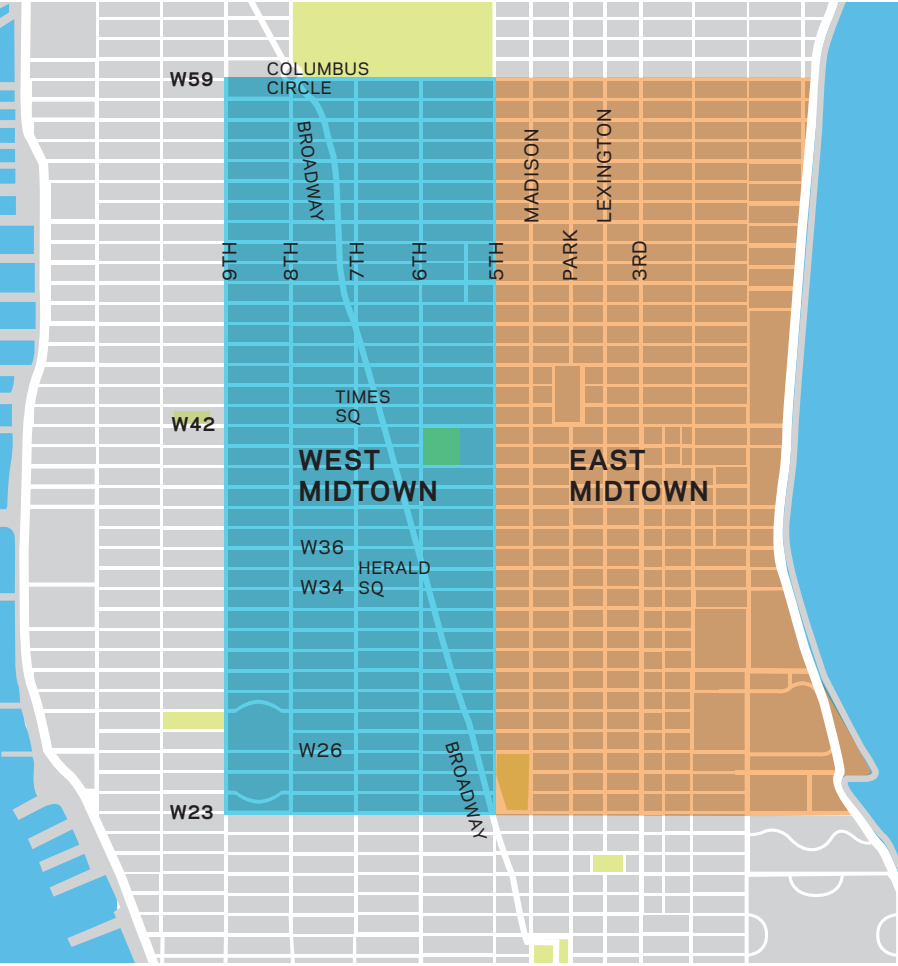 COLUMBUS
CIRCLE
W59
BROADWAY
MADISON
LEXINGTON
9TH
8TH
7TH
6TH
5TH
PARK
3RD
TIMES
SQ
W42
WEST
MIDTOWN
EAST
MIDTOWN
W36
HERALD
SQ
W34
W26
BROADWAY
W23